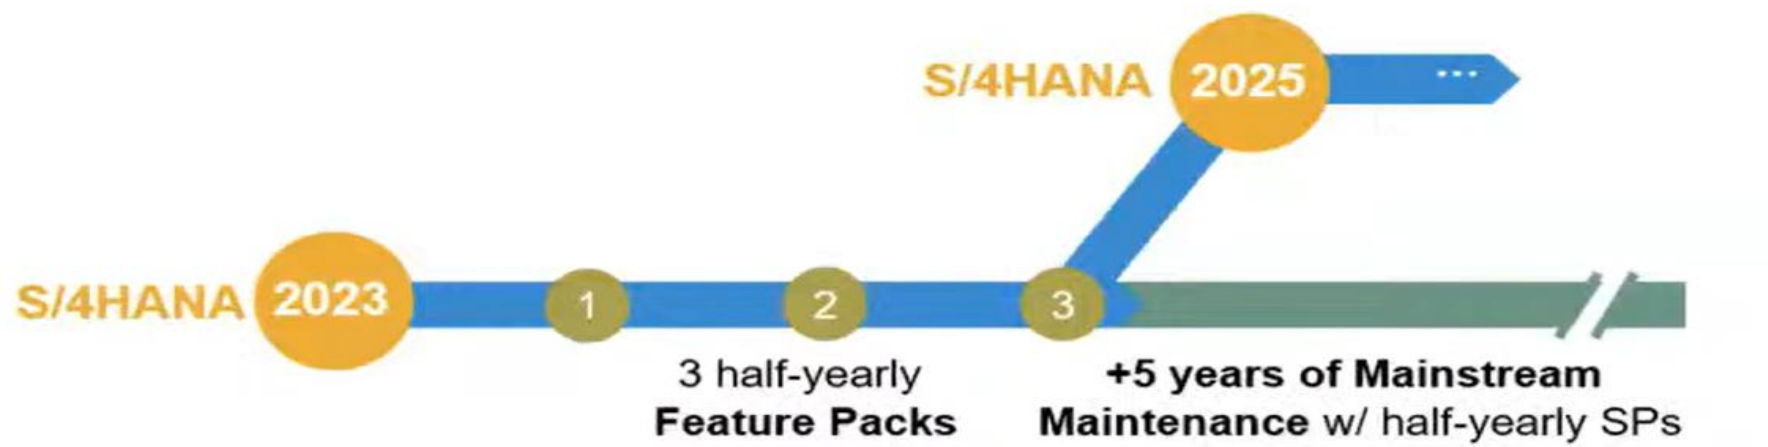 S/4HANA 2025 ...
S/4HANA 2023 1 2 3
3 half-yearly
Feature Packs
+5 years of Mainstream
Maintenance w/ half-yearly SPs